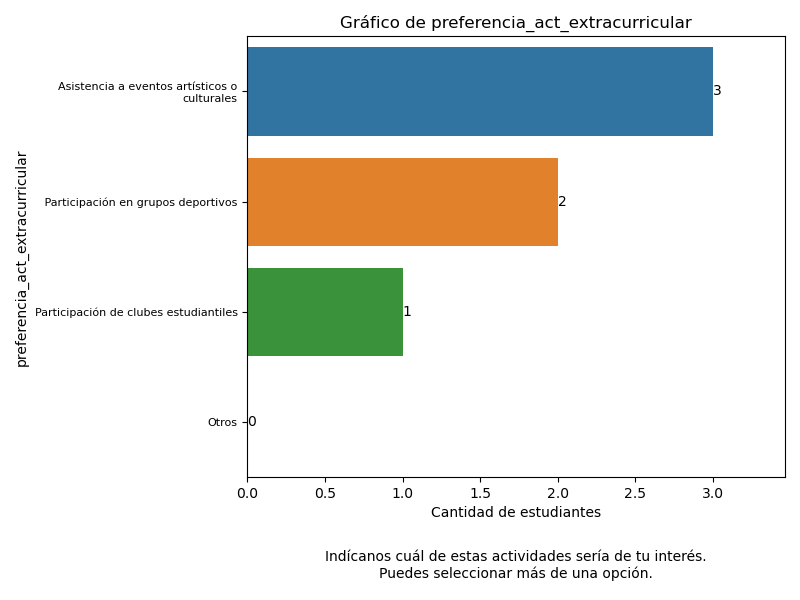 Gráfico de preferencia_act_extracurricular
preferencia_act_extracurricular
Asistencia a eventos artísticos o
culturales
3
Participación en grupos deportivos
2
Participación de clubes estudiantiles
1
Otros
0
0.0 0.5 1.0 1.5 2.0 2.5 3.0
Cantidad de estudiantes
Indícanos cuál de estas actividades sería de tu interés.
Puedes seleccionar más de una opción.